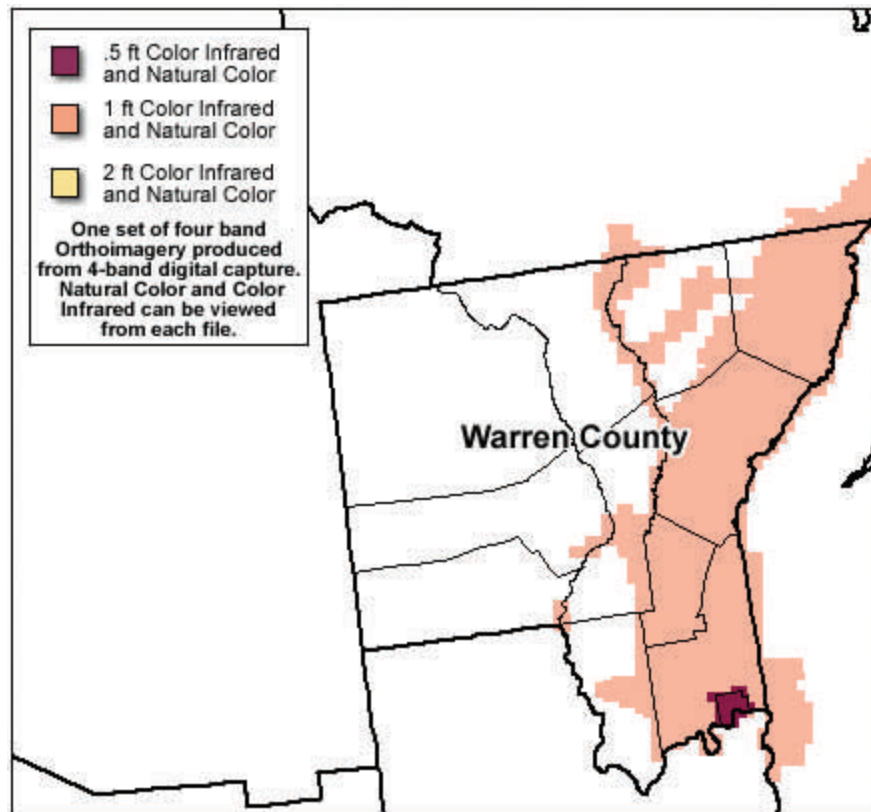 .5 ft Color Infrared
and Natural Color
1 ft Color Infrared
and Natural Color
2 ft Color Infrared
and Natural Color
One set of four band
Orthoimagery produced
from 4-band digital capture.
Natural Color and Color
Infrared can be viewed
from each file.
Warren County